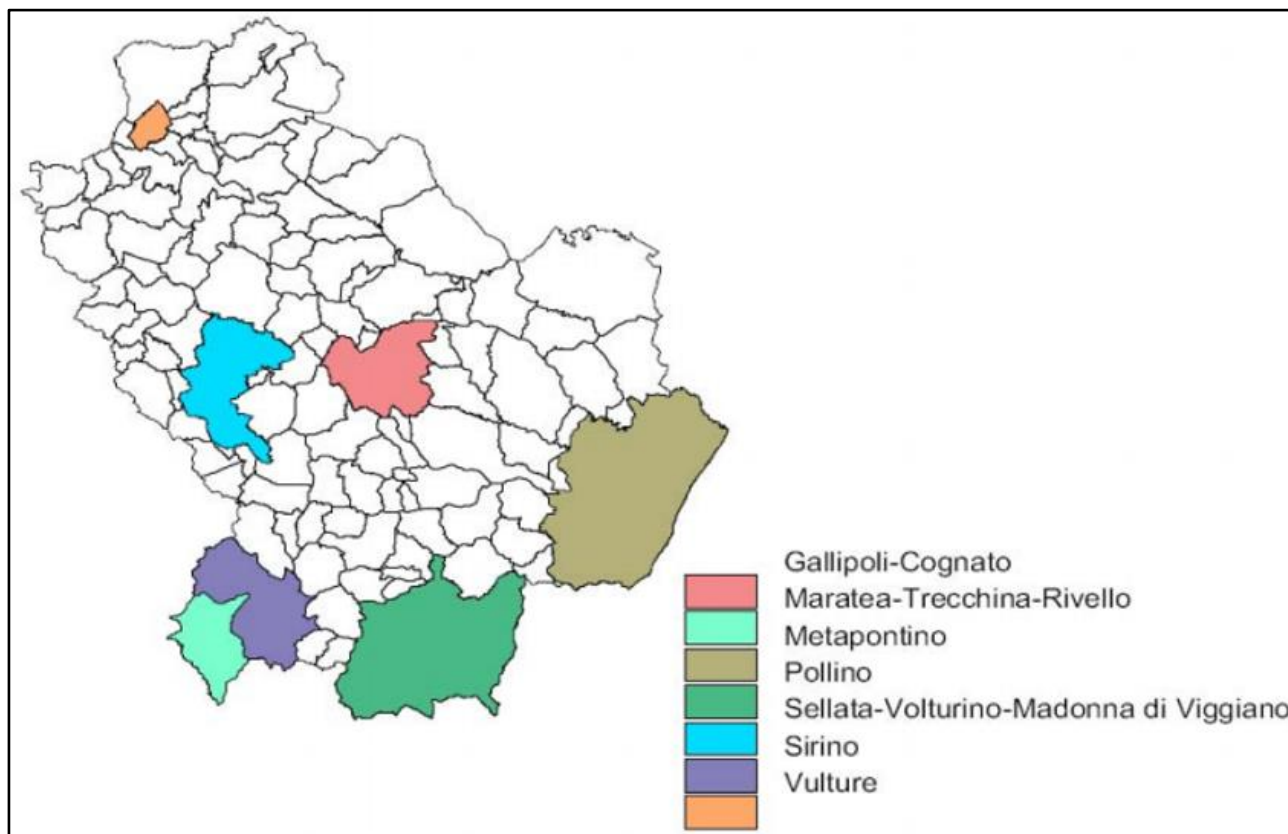 Gallipoli-Cognato
Maratea-Trecchina-Rivello
Metapontino
Pollino
Sellata-Volturino-Madonna di Viggiano
Sirino
Vulture